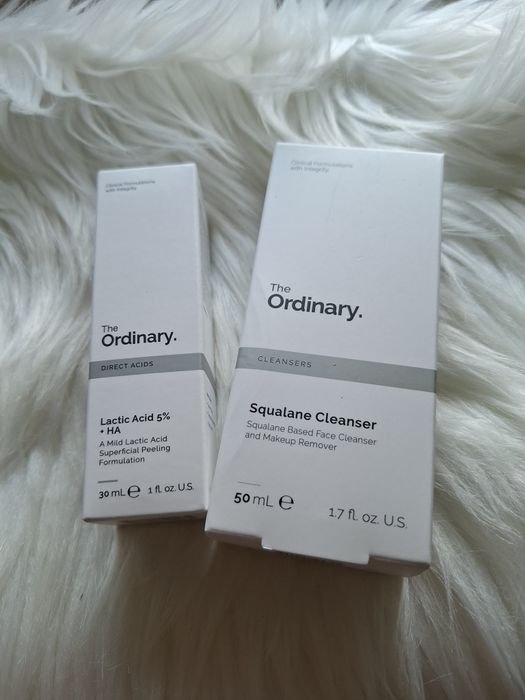 Clinical Formulations
with Integrity.
The
Ordinary.
DIRECT ACIDS
Lactic Acid 5%
+ HA
A Mild Lactic Acid
Superficial Peeling
Formulation
30 mL e 1 fl. oz. U.S.
Clinical Formulations
with Integrity.
The
Ordinary.
CLEANSERS
Squalane Cleanser
Squalane Based Face Cleanser
and Makeup Remover
50 mL e 1.7 fl. oz. U.S.